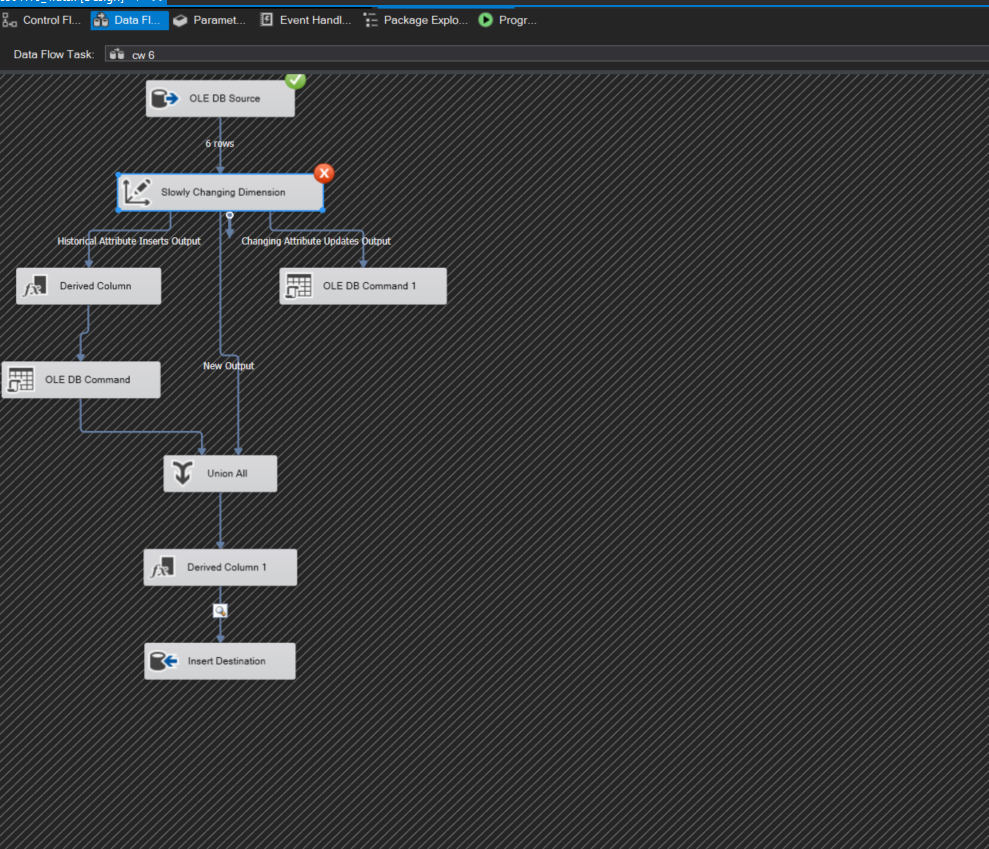 Control Fl...
Data Fl...
Paramet...
Event Handl...
Package Explo...
Progr...
Data Flow Task:
cw 6
OLE DB Source
6 rows
Slowly Changing Dimension
Historical Attribute Inserts Output
Changing Attribute Updates Output
Derived Column
OLE DB Command 1
New Output
OLE DB Command
Union All
Derived Column 1
Insert Destination